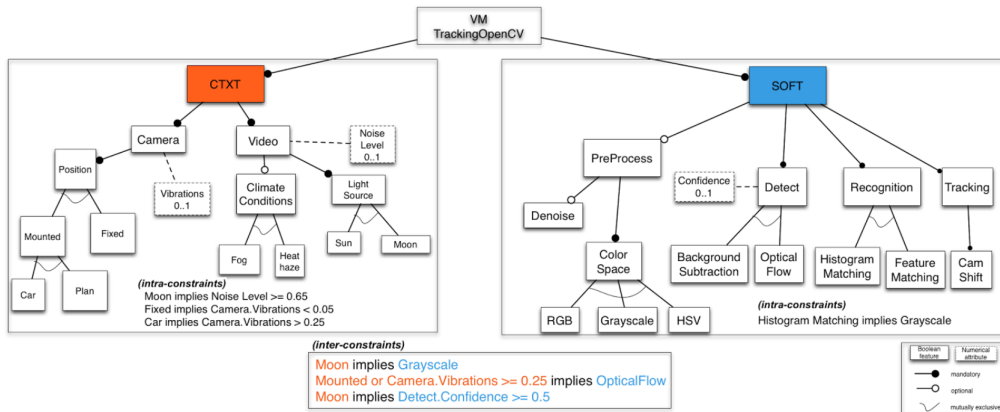 VM
TrackingOpenCV
CTXT
SOFT
Camera
Video
Noise
Level
0..1
Position
Vibrations
0..1
Climate
Conditions
Light
Source
Mounted
Fixed
Fog
Heat
haze
Sun
Moon
Car
Plan
(intra-constraints)
Moon implies Noise Level >= 0.65
Fixed implies Camera.Vibrations < 0.05
Car implies Camera.Vibrations > 0.25
PreProcess
Confidence
0..1
Detect
Recognition
Tracking
Denoise
Color
Space
Background
Subtraction
Optical
Flow
Histogram
Matching
Feature
Matching
Cam
Shift
RGB
Grayscale
HSV
(intra-constraints)
Histogram Matching implies Grayscale
(inter-constraints)
Moon implies Grayscale
Mounted or Camera.Vibrations >= 0.25 implies OpticalFlow
Moon implies Detect.Confidence >= 0.5
Boolean
feature
Numerical
attribute
mandatory
optional
mutually exclusive